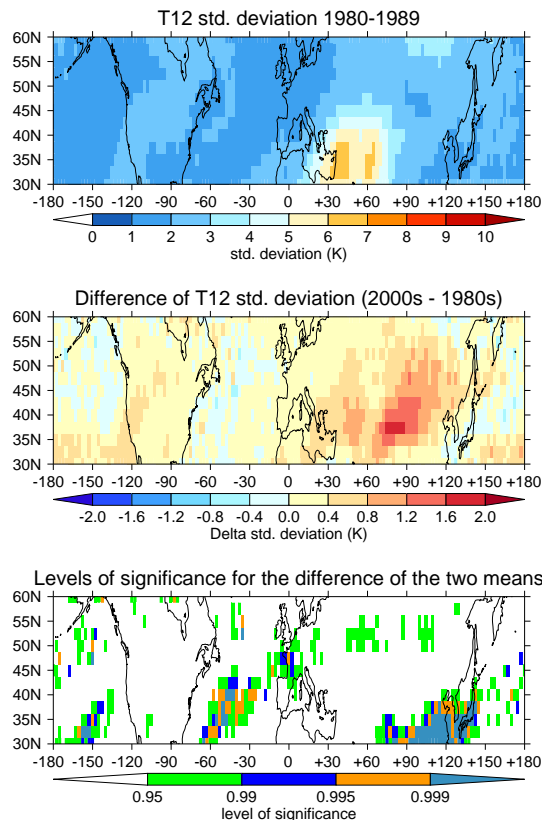 T12 std. deviation 1980-1989
60N
55N
50N
45N
40N
35N
30N
-180 -150 -120 -90 -60 -30 0 +30 +60 +90 +120 +150 +180
0 1 2 3 4 5 6 7 8 9 10
std. deviation (K)
Difference of T12 std. deviation (2000s - 1980s)
60N
55N
50N
45N
40N
35N
30N
-180 -150 -120 -90 -60 -30 0 +30 +60 +90 +120 +150 +180
-2.0 -1.6 -1.2 -0.8 -0.4 0.0 0.4 0.8 1.2 1.6 2.0
Delta std. deviation (K)
Levels of significance for the difference of the two means
60N
55N
50N
45N
40N
35N
30N
-180 -150 -120 -90 -60 -30 0 +30 +60 +90 +120 +150 +180
0.95 0.99 0.995 0.999
level of significance